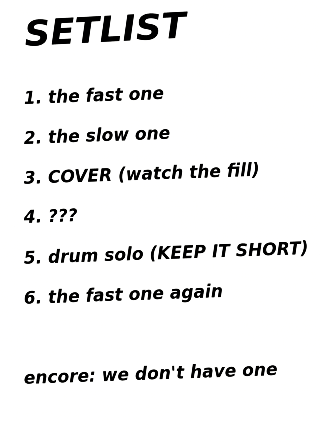 SETLIST
1. the fast one
2. the slow one
3. COVER (watch the fill)
4. ???
5. drum solo (KEEP IT SHORT)
6. the fast one again
encore: we don't have one